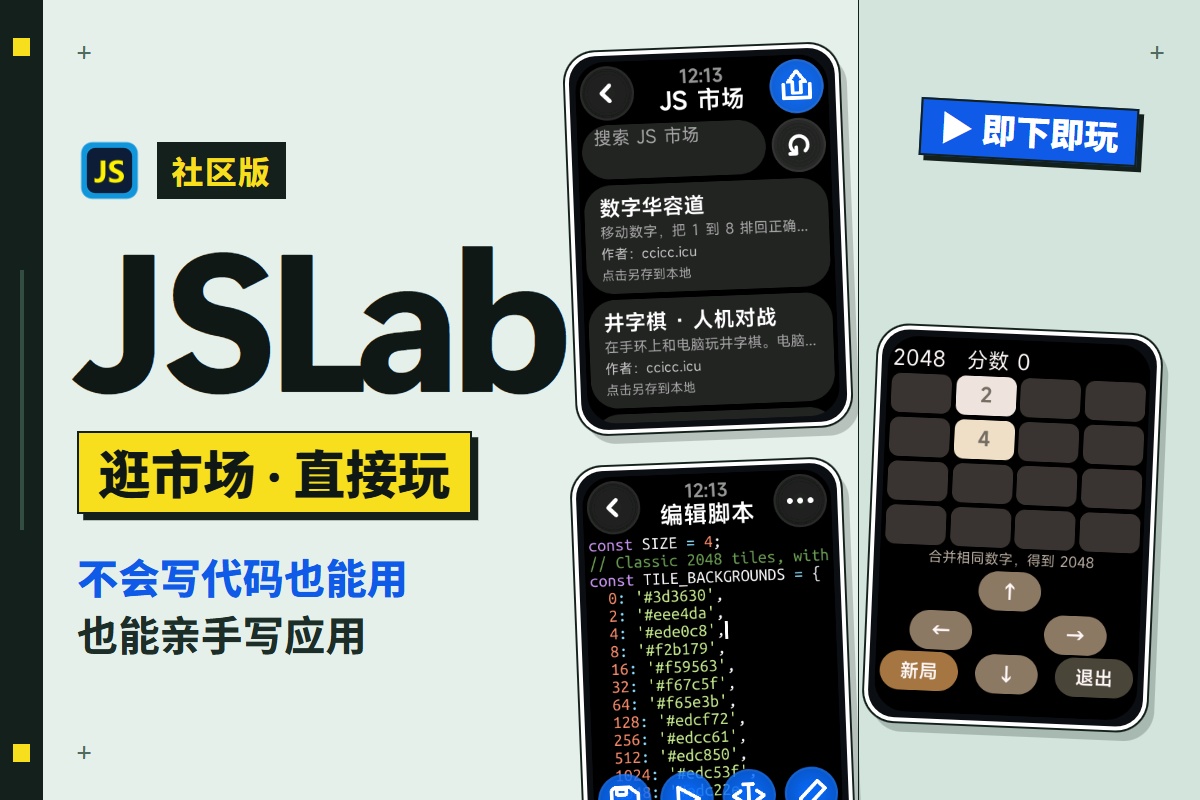 JS
社区版
JSLab
逛市场·直接玩
不会写代码也能用
也能亲手写应用
12:13
JS 市场
搜索 JS 市场
数字华容道
移动数字，把 1 到 8 排回正确...
作者：ccicc.icu
点击另存到本地
井字棋 · 人机对战
在手环上和电脑玩井字棋。电脑...
作者：ccicc.icu
点击另存到本地
12:13
编辑脚本
const SIZE = 4;
// Classic 2048 tiles, with
const TILE_BACKGROUNDS = {
0: '#3d3630',
2: '#eee4da',
4: '#ede0c8',
8: '#f2b179',
16: '#f59563',
32: '#f67c5f',
64: '#f65e3b',
128: '#edcf72',
256: '#edcc61',
512: '#edc850',
1024: '#edc53f',
即下即玩
2048 分数 0
2
4
合并相同数字，得到 2048
↑
← →
新局 ↓ 退出